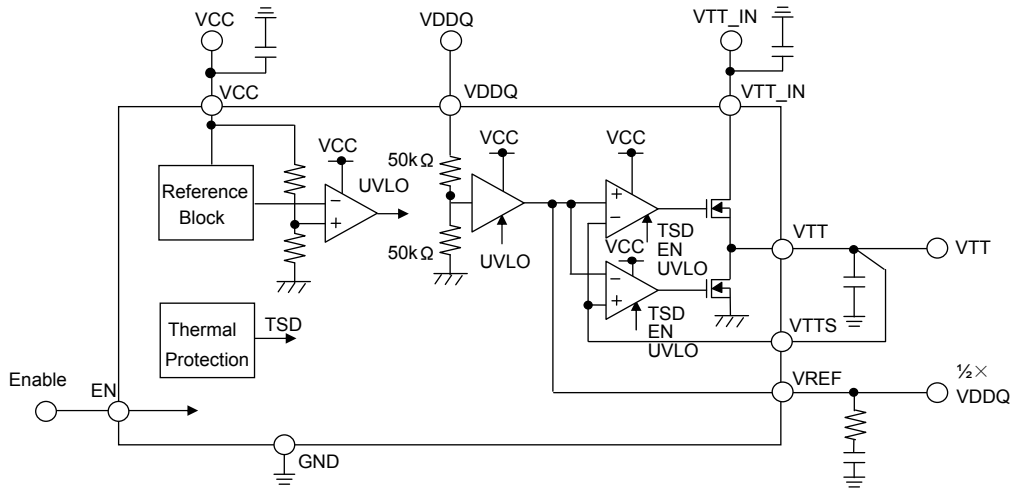 VCC
VDDQ
VTT_IN
VCC
VDDQ
VTT_IN
VCC
UVLO
Reference
Block
−
+
50kΩ
50kΩ
VCC
UVLO
VCC
+
−
TSD
EN
UVLO
VCC
−
+
TSD
EN
UVLO
VTT
VTT
VTTS
Thermal
Protection
TSD
Enable
EN
VREF
½×
VDDQ
GND